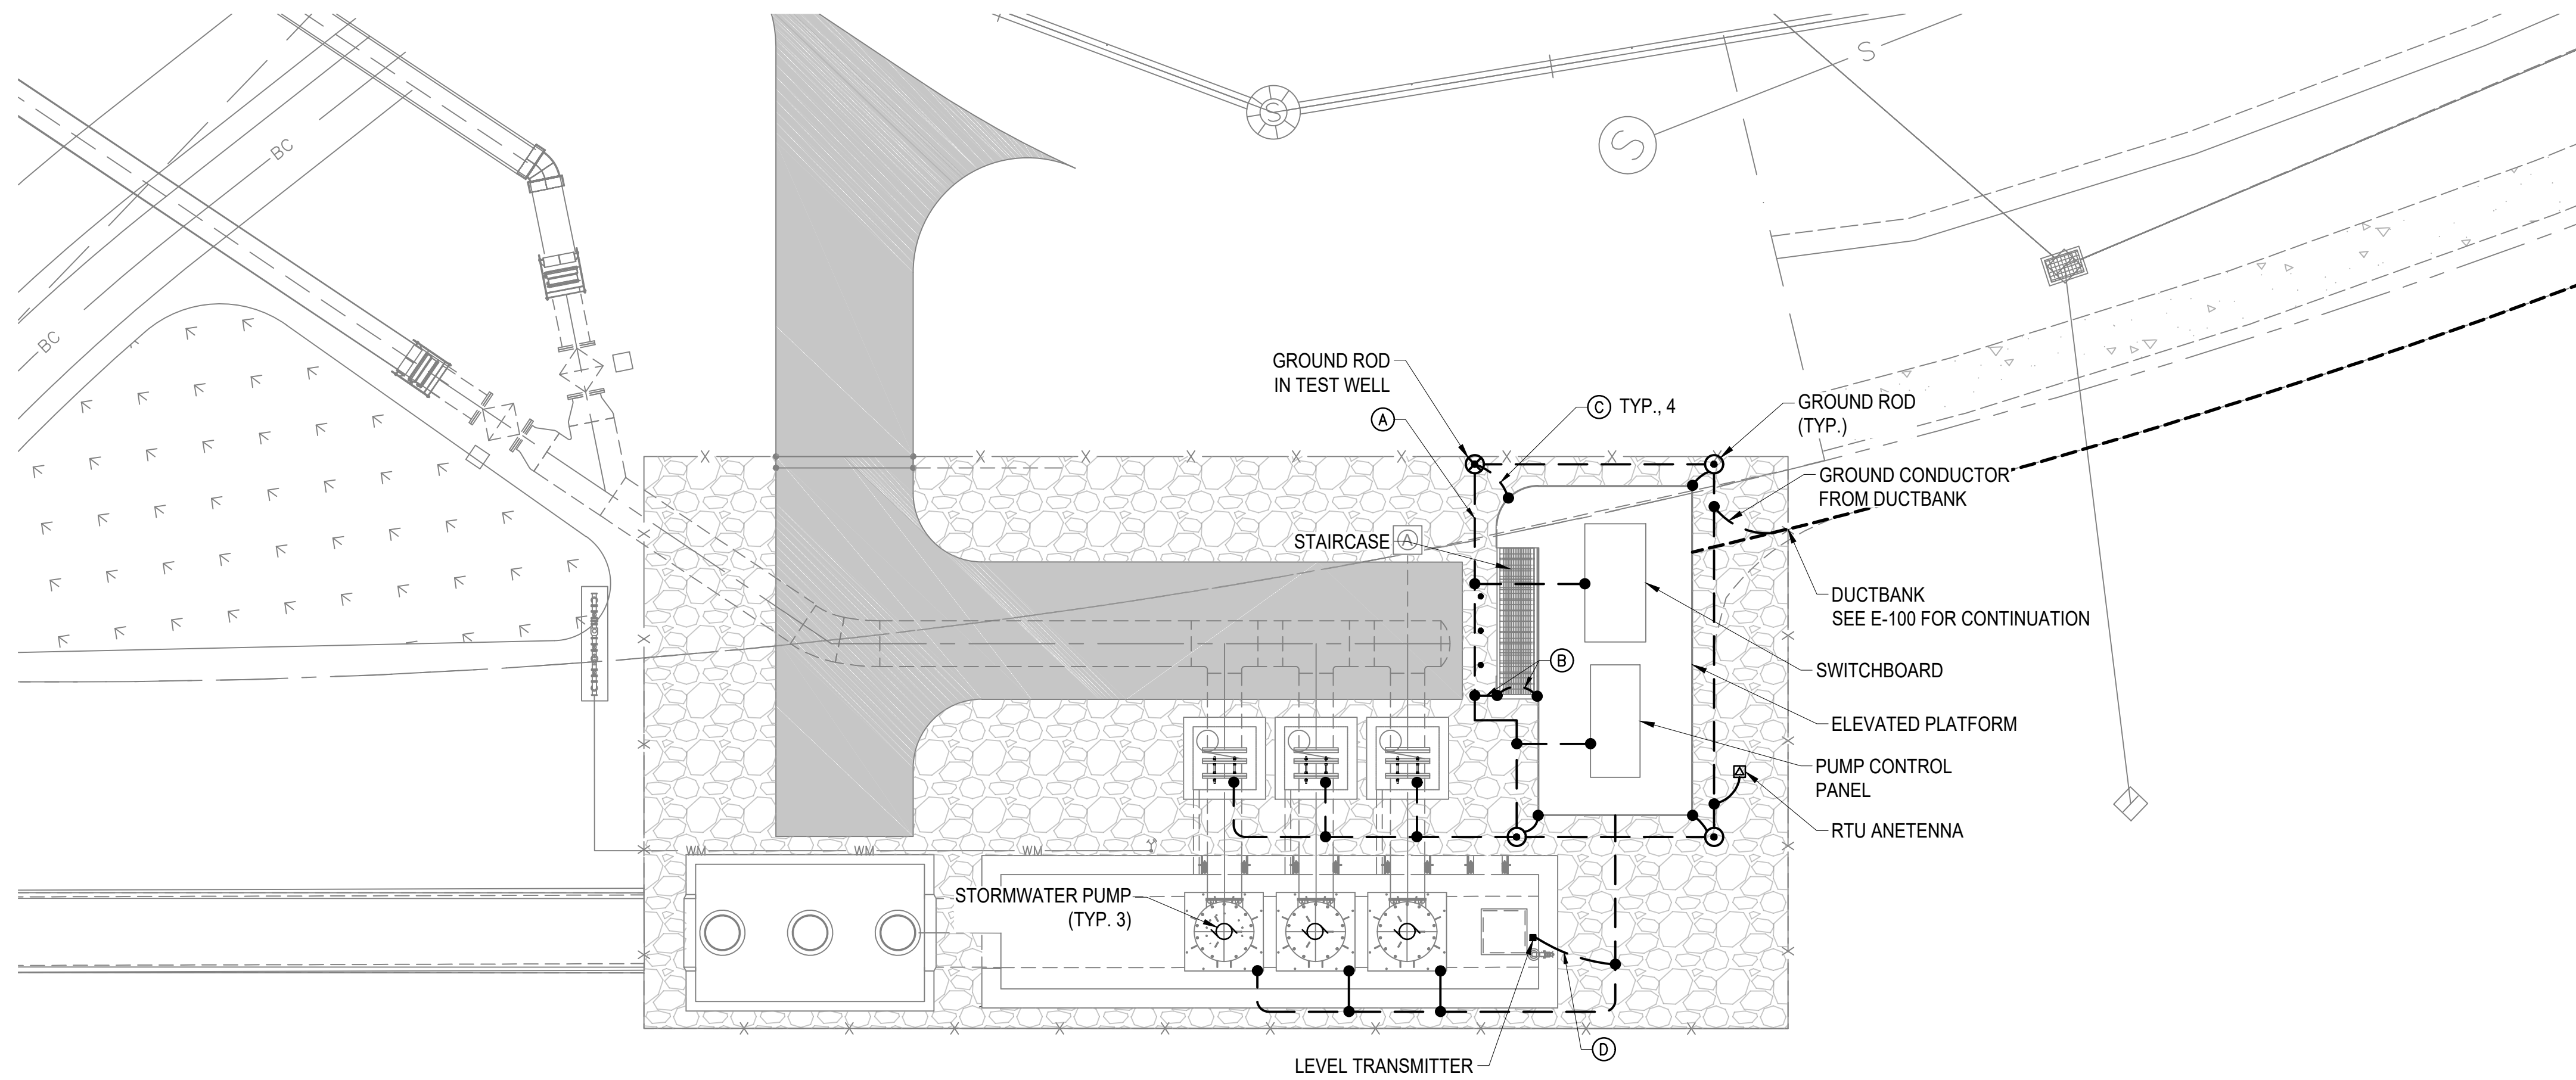 S
S
S
BC
BC
GROUND ROD
IN TEST WELL
A
C TYP., 4
GROUND ROD
(TYP.)
GROUND CONDUCTOR
FROM DUCTBANK
STAIRCASE
A
DUCTBANK
SEE E-100 FOR CONTINUATION
B
SWITCHBOARD
ELEVATED PLATFORM
PUMP CONTROL
PANEL
RTU ANETENNA
WM WM WM
STORMWATER PUMP
(TYP. 3)
D
LEVEL TRANSMITTER